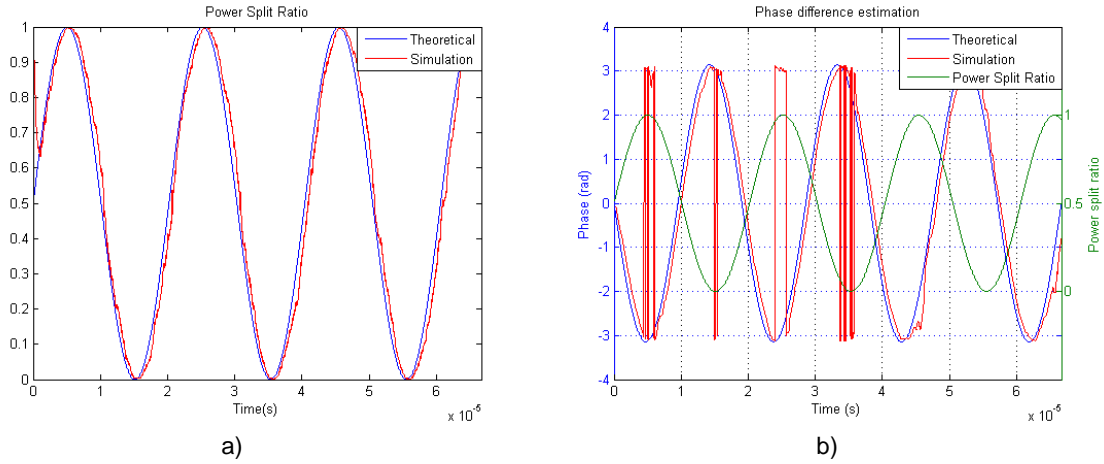 Power Split Ratio
Theoretical
Simulation
1
0.9
0.8
0.7
0.6
0.5
0.4
0.3
0.2
0.1
0
0 1 2 3 4 5 6
Time(s)
x 10-5
a)
Phase difference estimation
Theoretical
Simulation
Power Split Ratio
4
3
2
1
0
-1
-2
-3
-4
Phase (rad)
1
0.5
0
Power split ratio
0 1 2 3 4 5 6
Time (s)
x 10-5
b)